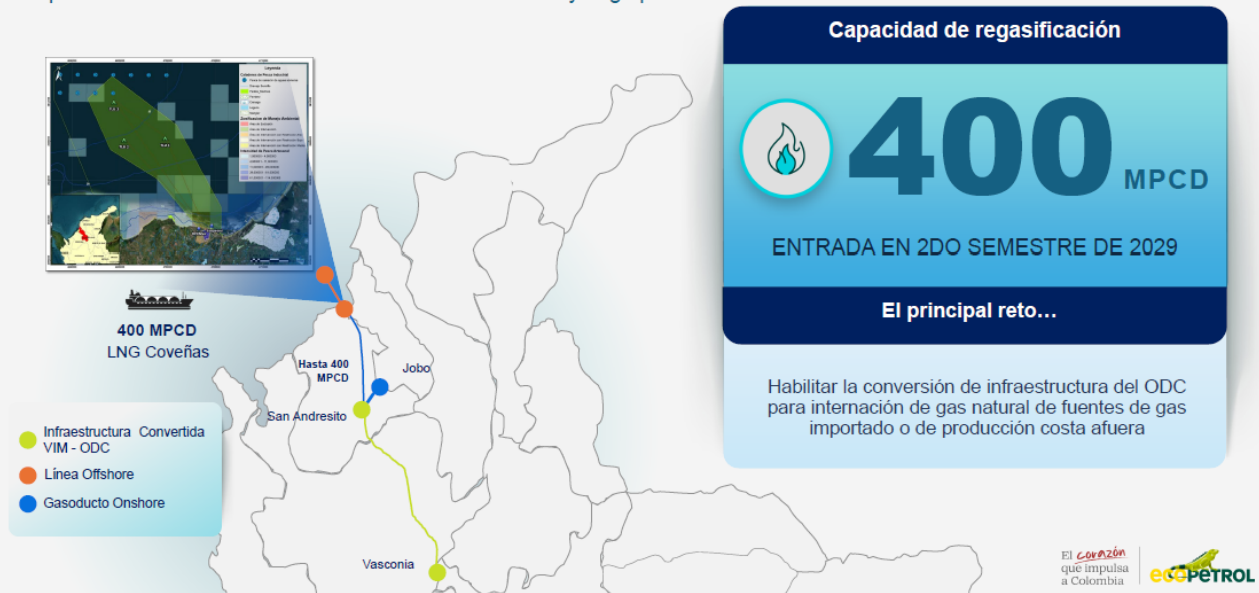 Capacidad de regasificación
400 MPCD
ENTRADA EN 2DO SEMESTRE DE 2029
El principal reto…
Habilitar la conversión de infraestructura del ODC
para internación de gas natural de fuentes de gas
importado o de producción costa afuera
Leyenda
400 MPCD
LNG Coveñas
Hasta 400
MPCD
Jobo
San Andresito
Vasconia
Infraestructura Convertida
VIM - ODC
Línea Offshore
Gasoducto Onshore
El corazón
que impulsa
a Colombia
ecoPETROL